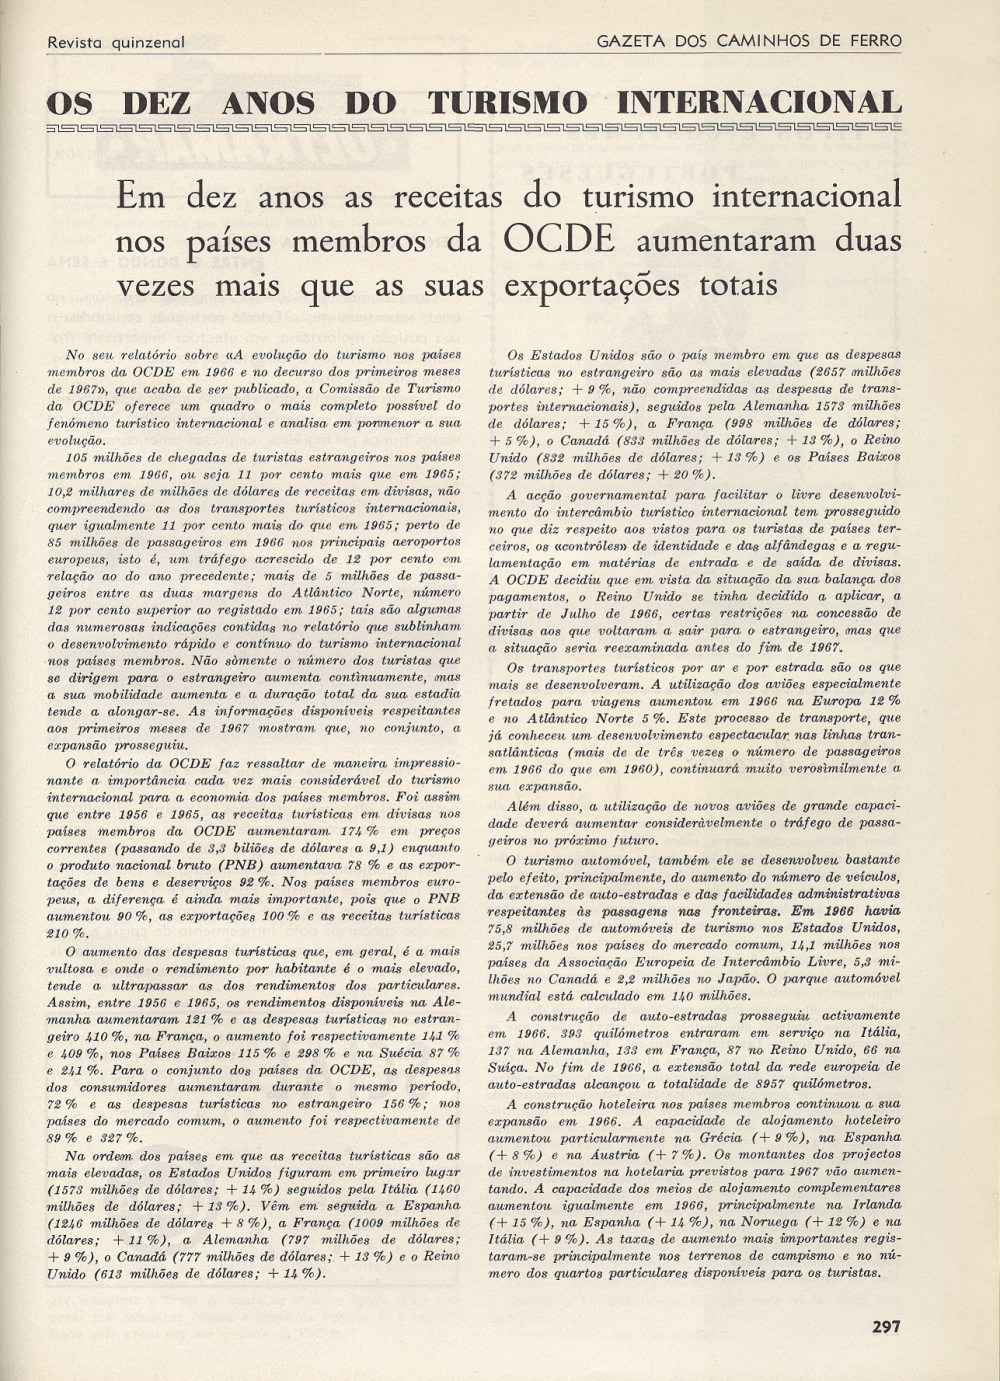 Revista quinzenal
GAZETA DOS CAMINHOS DE FERRO
OS DEZ ANOS DO TURISMO INTERNACIONAL
Em dez anos as receitas do turismo internacional
nos países membros da OCDE aumentaram duas
vezes mais que as suas exportações totais
No seu relatório sobre «A evolução do turismo nos países
membros da OCDE em 1966 e no decurso dos primeiros meses
de 1967», que acaba de ser publicado, a Comissão de Turismo
da OCDE oferece um quadro o mais completo possível do
fenómeno turístico internacional e analisa em pormenor a sua
evolução.
105 milhões de chegadas de turistas estrangeiros nos países
membros em 1966, ou seja 11 por cento mais que em 1965;
10,2 milhares de milhões de dólares de receitas em divisas, não
compreendendo as dos transportes turísticos internacionais,
quer igualmente 11 por cento mais do que em 1965; perto de
85 milhões de passageiros em 1966 nos principais aeroportos
europeus, isto é, um tráfego acrescido de 12 por cento em
relação ao do ano precedente; mais de 5 milhões de passa-
geiros entre as duas margens do Atlântico Norte, número
12 por cento superior ao registado em 1965; tais são algumas
das numerosas indicações contidas no relatório que sublinham
o desenvolvimento rápido e contínuo do turismo internacional
nos países membros. Não sòmente o número dos turistas que
se dirigem para o estrangeiro aumenta contìnuamente, mas
a sua mobilidade aumenta e a duração total da sua estadia
tende a alongar-se. As informações disponíveis respeitantes
aos primeiros meses de 1967 mostram que, no conjunto, a
expansão prosseguiu.
O relatório da OCDE faz ressaltar de maneira impressio-
nante a importância cada vez mais considerável do turismo
internacional para a economia dos países membros. Foi assim
que entre 1956 e 1965, as receitas turísticas em divisas nos
países membros da OCDE aumentaram 174 % em preços
correntes (passando de 3,3 biliões de dólares a 9,1) enquanto
o produto nacional bruto (PNB) aumentava 78 % e as expor-
tações de bens e deserviços 92 %. Nos países membros euro-
peus, a diferença é ainda mais importante, pois que o PNB
aumentou 90 %, as exportações 100 % e as receitas turísticas
210 %.
O aumento das despesas turísticas que, em geral, é a mais
vultosa e onde o rendimento por habitante é o mais elevado,
tende a ultrapassar as dos rendimentos dos particulares.
Assim, entre 1956 e 1965, os rendimentos disponíveis na Ale-
manha aumentaram 121 % e as despesas turísticas no estran-
geiro 410 %, na França, o aumento foi respectivamente 141 %
e 409 %, nos Países Baixos 115 % e 298 % e na Suécia 87 %
e 241 %. Para o conjunto dos países da OCDE, as despesas
dos consumidores aumentaram durante o mesmo período,
72 % e as despesas turísticas no estrangeiro 156 %; nos
países do mercado comum, o aumento foi respectivamente de
89 % e 327 %.
Na ordem dos países em que as receitas turísticas são as
mais elevadas, os Estados Unidos figuram em primeiro lugar
(1573 milhões de dólares; + 14 %) seguidos pela Itália (1460
milhões de dólares; + 13 %). Vêm em seguida a Espanha
(1246 milhões de dólares + 8 %), a França (1009 milhões de
dólares; + 11 %), a Alemanha (797 milhões de dólares;
+ 9 %), o Canadá (777 milhões de dólares; + 13 %) e o Reino
Unido (613 milhões de dólares; + 14 %).
Os Estados Unidos são o país membro em que as despesas
turísticas no estrangeiro são as mais elevadas (2657 milhões
de dólares; + 9 %, não compreendidas as despesas de trans-
portes internacionais), seguidos pela Alemanha 1573 milhões
de dólares; + 15 %), a França (998 milhões de dólares;
+ 5 %), o Canadá (833 milhões de dólares; + 13 %), o Reino
Unido (832 milhões de dólares; + 13 %) e os Países Baixos
(372 milhões de dólares; + 20 %).
A acção governamental para facilitar o livre desenvolvi-
mento do intercâmbio turístico internacional tem prosseguido
no que diz respeito aos vistos para os turistas de países ter-
ceiros, os «contrôles» de identidade e das alfândegas e a regu-
lamentação em matérias de entrada e de saída de divisas.
A OCDE decidiu que em vista da situação da sua balança dos
pagamentos, o Reino Unido se tinha decidido a aplicar, a
partir de Julho de 1966, certas restrições na concessão de
divisas aos que voltaram a sair para o estrangeiro, mas que
a situação seria reexaminada antes do fim de 1967.
Os transportes turísticos por ar e por estrada são os que
mais se desenvolveram. A utilização dos aviões especialmente
fretados para viagens aumentou em 1966 na Europa 12 %
e no Atlântico Norte 5 %. Este processo de transporte, que
já conheceu um desenvolvimento espectacular nas linhas tran-
satlânticas (mais de de três vezes o número de passageiros
em 1966 do que em 1960), continuará muito verosìmilmente a
sua expansão.
Além disso, a utilização de novos aviões de grande capaci-
dade deverá aumentar consideràvelmente o tráfego de passa-
geiros no próximo futuro.
O turismo automóvel, também ele se desenvolveu bastante
pelo efeito, principalmente, do aumento do número de veículos,
da extensão de auto-estradas e das facilidades administrativas
respeitantes às passagens nas fronteiras. Em 1966 havia
75,8 milhões de automóveis de turismo nos Estados Unidos,
25,7 milhões nos países do mercado comum, 14,1 milhões nos
países da Associação Europeia de Intercâmbio Livre, 5,3 mi-
lhões no Canadá e 2,2 milhões no Japão. O parque automóvel
mundial está calculado em 140 milhões.
A construção de auto-estradas prosseguiu activamente
em 1966. 393 quilómetros entraram em serviço na Itália,
137 na Alemanha, 133 em França, 87 no Reino Unido, 66 na
Suíça. No fim de 1966, a extensão total da rede europeia de
auto-estradas alcançou a totalidade de 8957 quilómetros.
A construção hoteleira nos países membros continuou a sua
expansão em 1966. A capacidade de alojamento hoteleiro
aumentou particularmente na Grécia (+ 9 %), na Espanha
(+ 8 %) e na Áustria (+ 7 %). Os montantes dos projectos
de investimentos na hotelaria previstos para 1967 vão aumen-
tando. A capacidade dos meios de alojamento complementares
aumentou igualmente em 1966, principalmente na Irlanda
(+ 15 %), na Espanha (+ 14 %), na Noruega (+ 12 %) e na
Itália (+ 9 %). As taxas de aumento mais importantes regis-
taram-se principalmente nos terrenos de campismo e no nú-
mero dos quartos particulares disponíveis para os turistas.
297